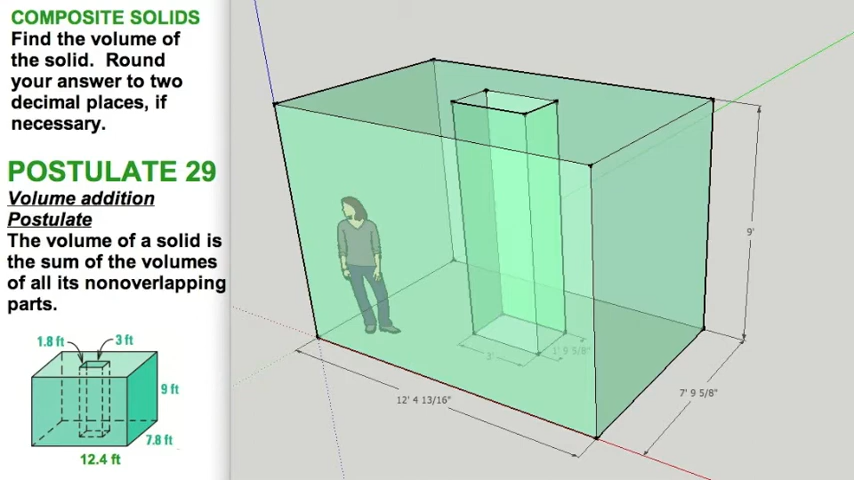 COMPOSITE SOLIDS
Find the volume of
the solid. Round
your answer to two
decimal places, if
necessary.
POSTULATE 29
Volume addition
Postulate
The volume of a solid is
the sum of the volumes
of all its nonoverlapping
parts.
1.8 ft
3 ft
9 ft
7.8 ft
12.4 ft
9'
3'
1' 9 5/8"
7' 9 5/8"
12' 4 13/16"